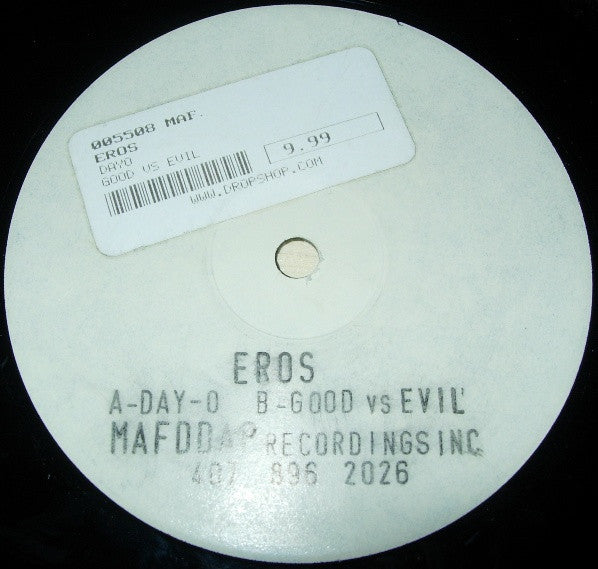 005508 MAF.
EROS
DAYO
GOOD VS EVIL
9.99
WWW.DROPSHOP.COM
EROS
A-DAY-O B-GOOD vs EVIL
MAFDDAP RECORDINGS INC
407 896 2026